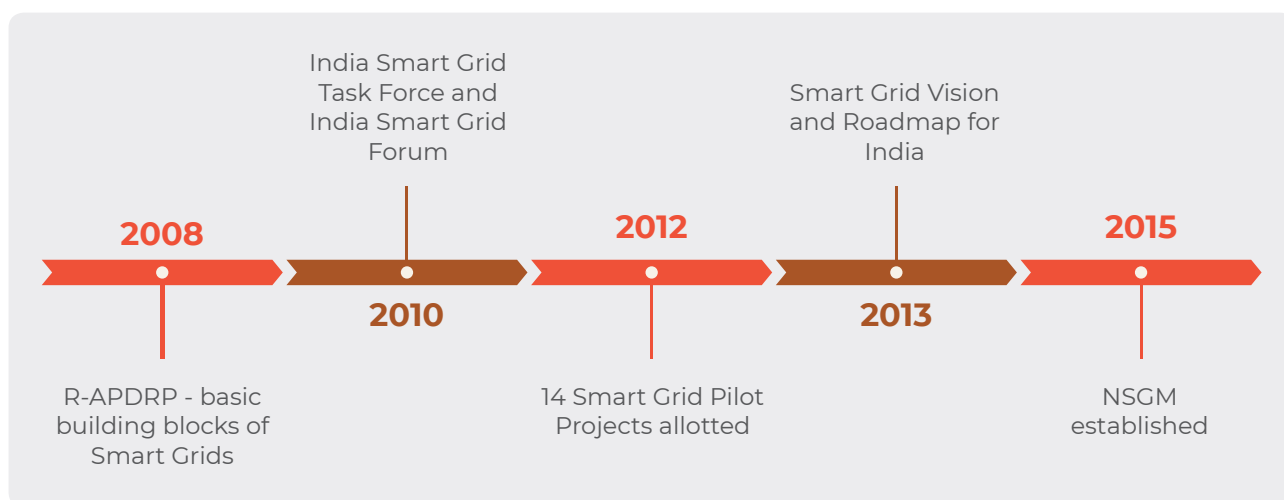 2008
R-APDRP - basic
building blocks of
Smart Grids
India Smart Grid
Task Force and
India Smart Grid
Forum
2010
2012
14 Smart Grid Pilot
Projects allotted
Smart Grid Vision
and Roadmap for
India
2013
2015
NSGM
established